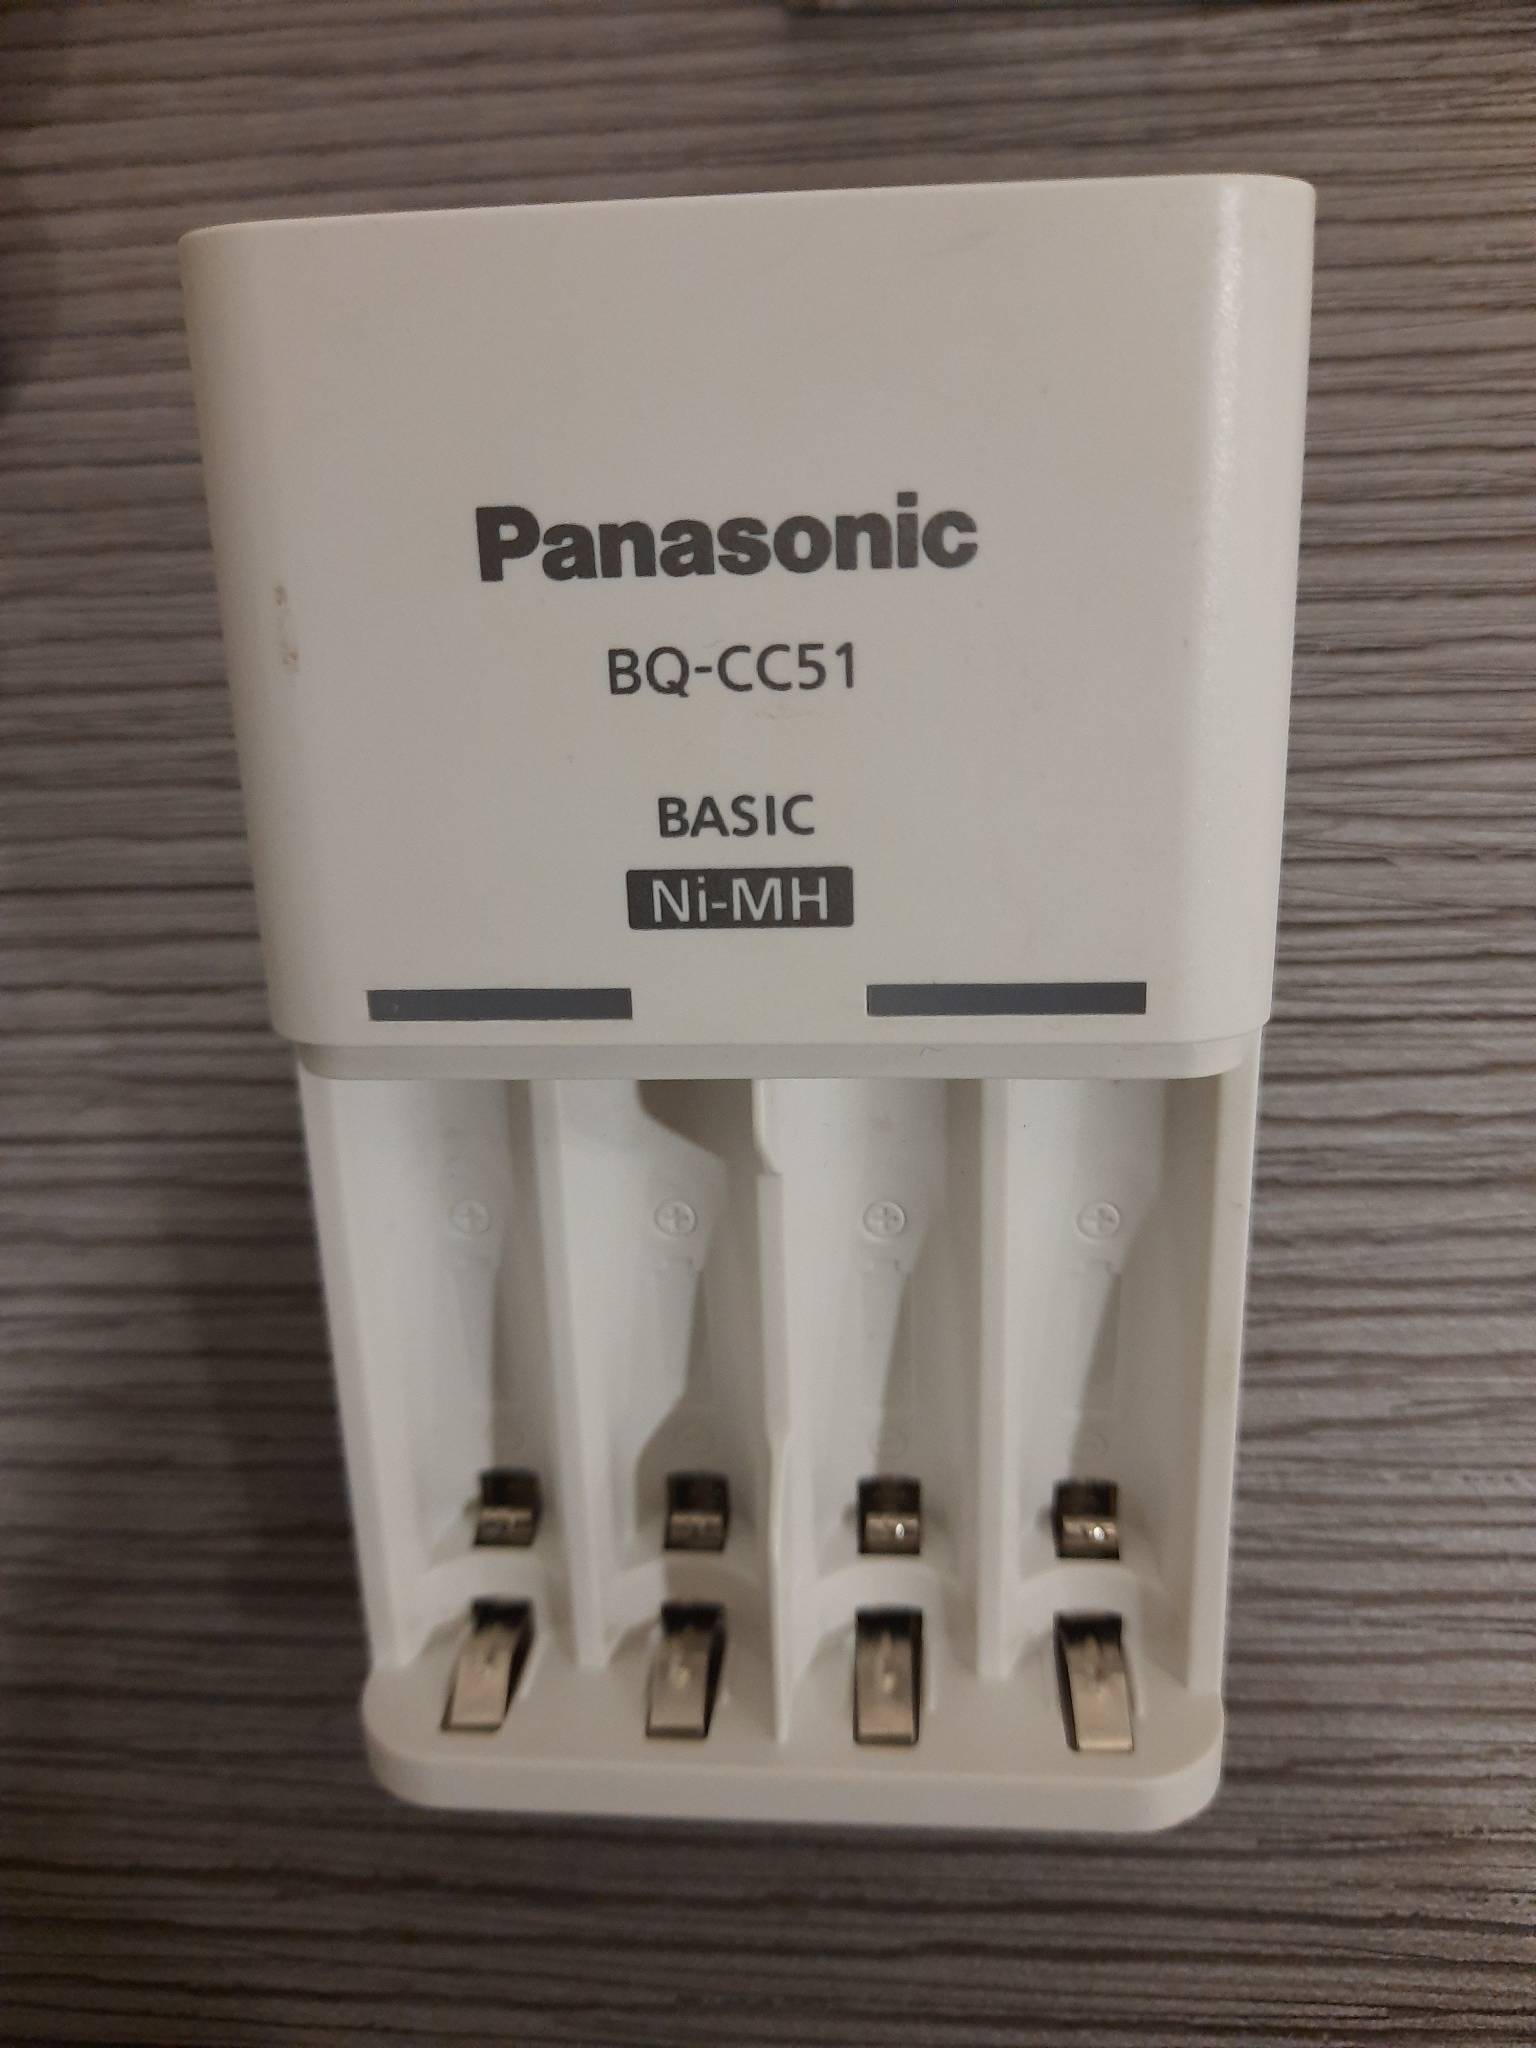 Panasonic
BQ-CC51
BASIC
Ni-MH
+ + + +